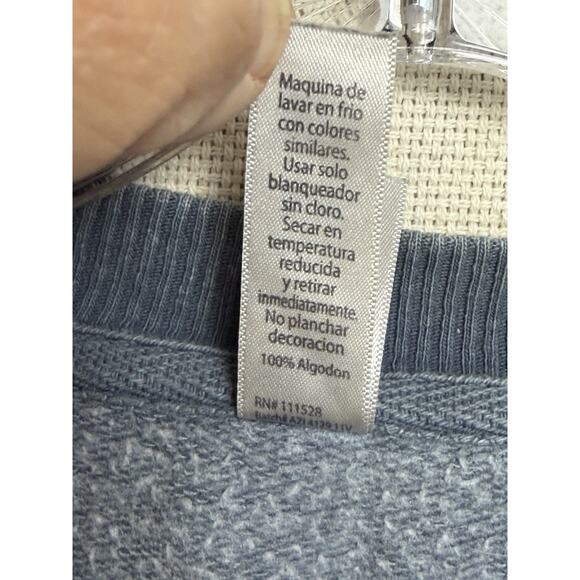 Maquina de
lavar en frio
con colores
similares.
Usar solo
blanqueador
sin cloro.
Secar en
temperatura
reducida
y retirar
inmediatamente.
No planchar
decoracion
100% Algodon
RN# 111528
Batch#